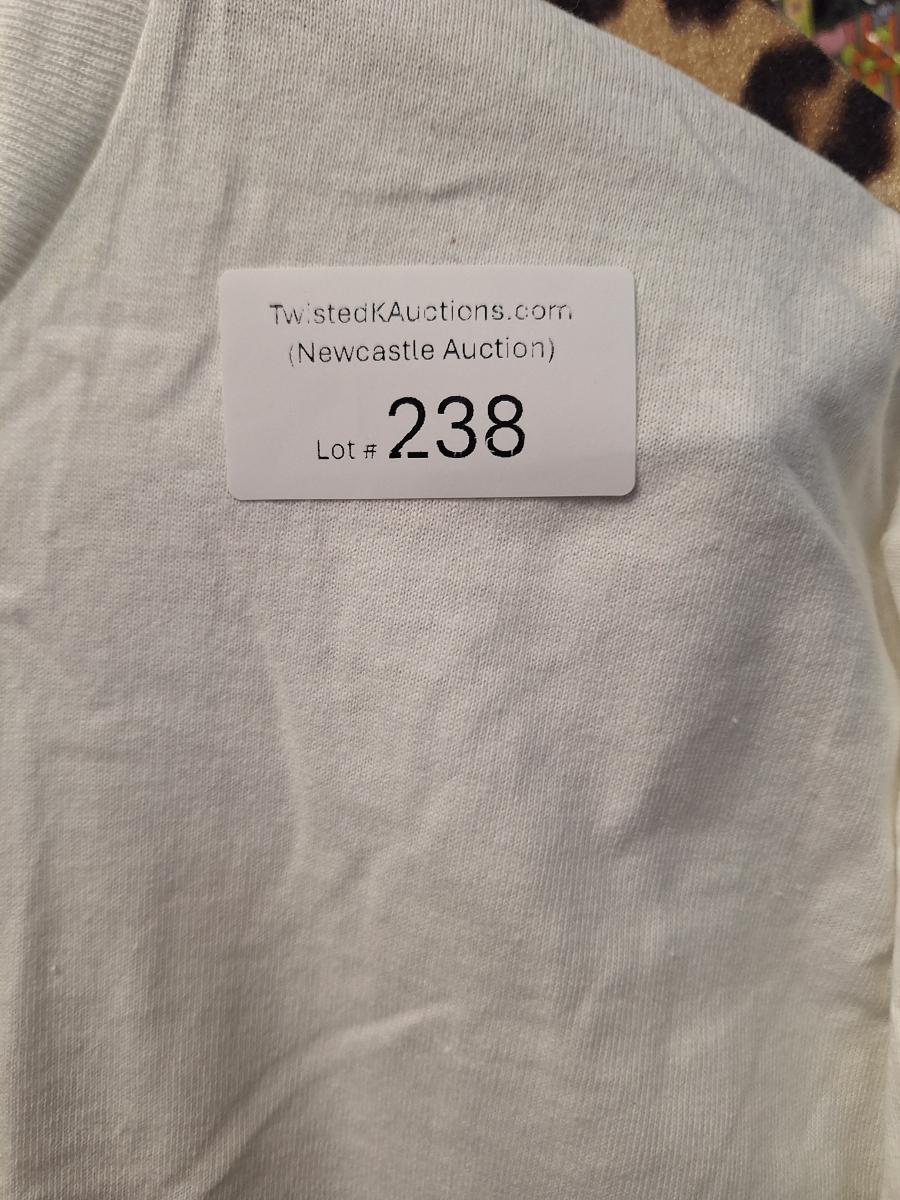 TwistedKAuctions.com
(Newcastle Auction)
Lot # 238